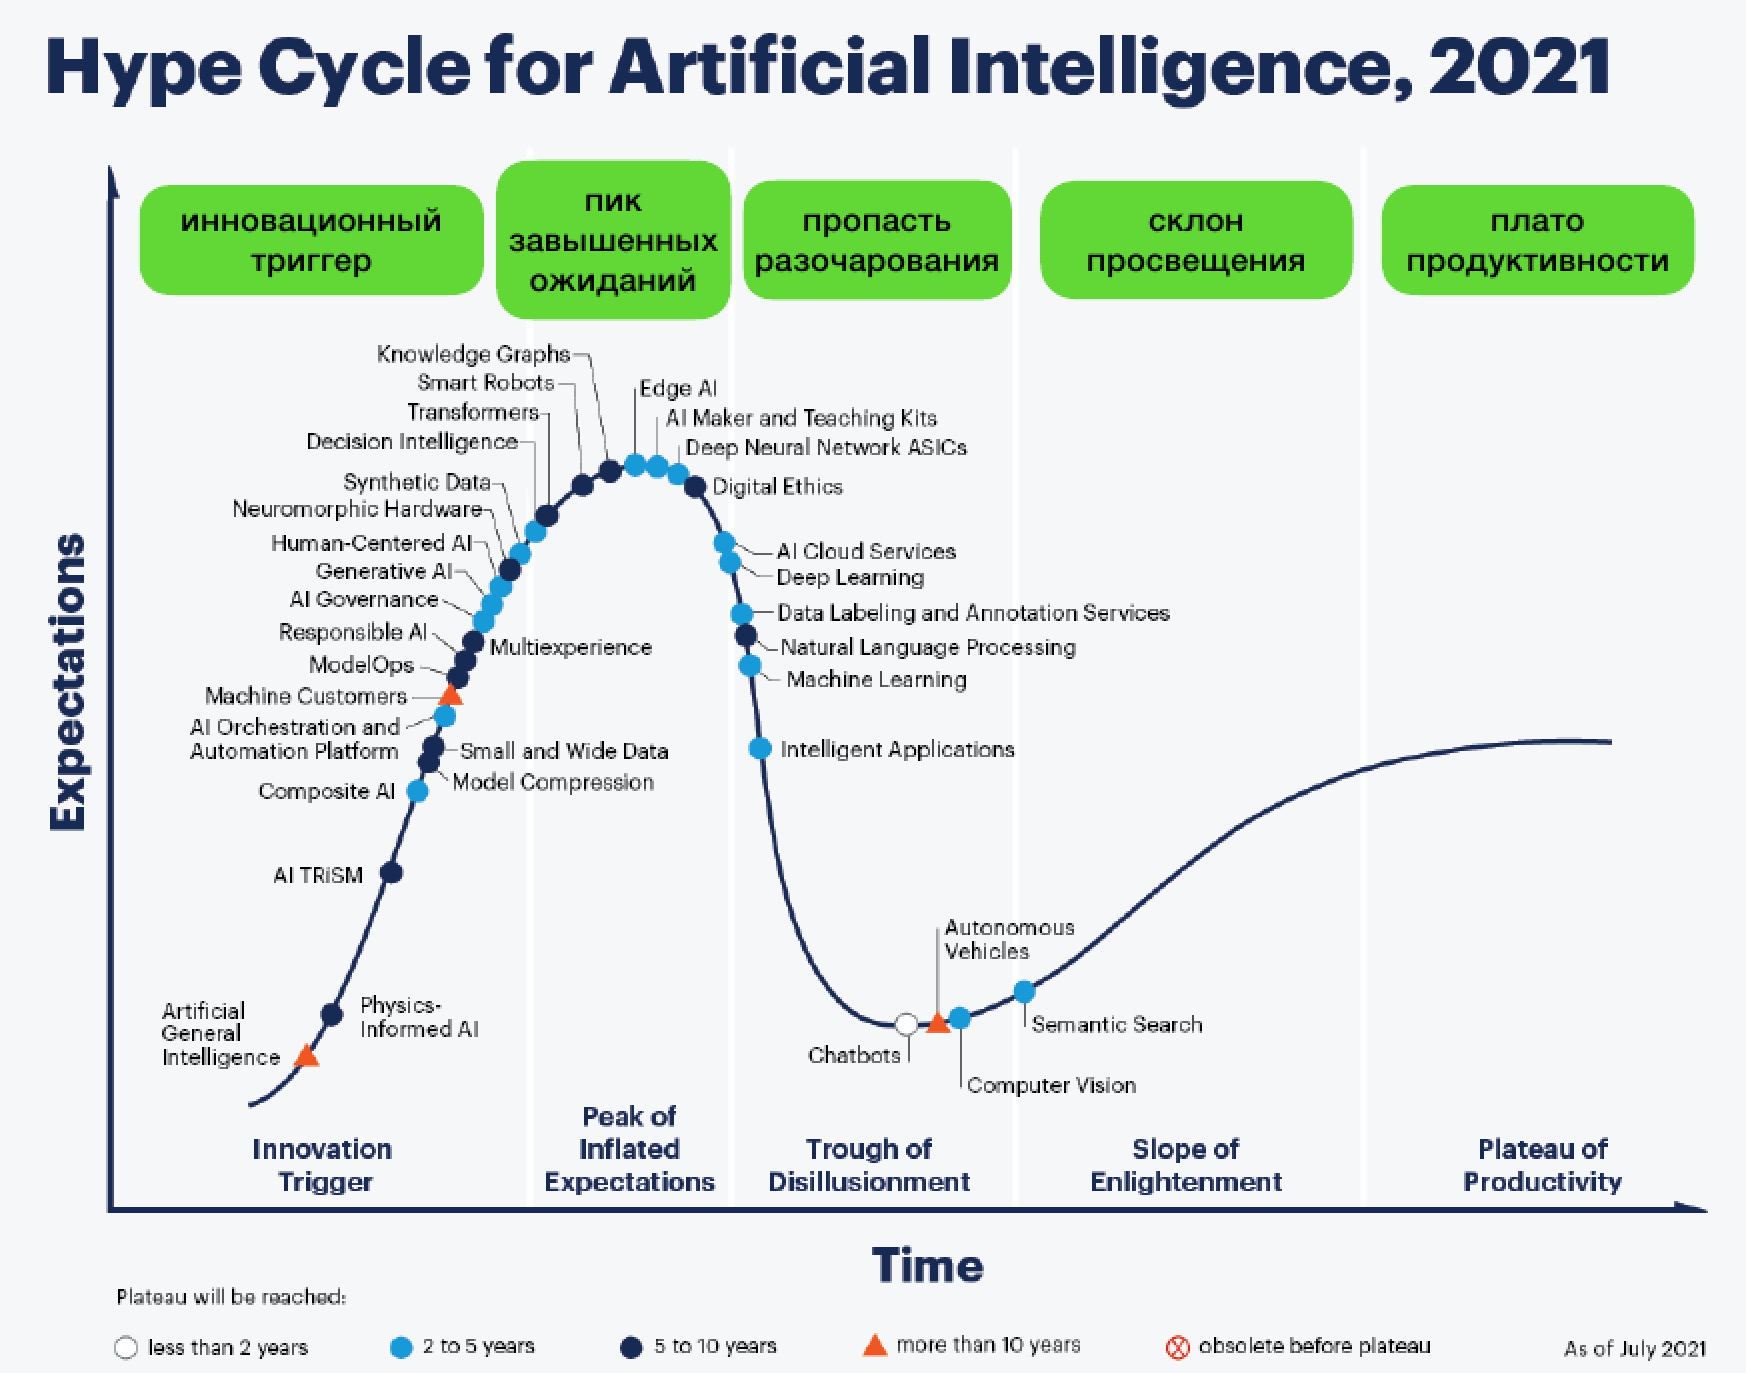 Hype Cycle for Artificial Intelligence, 2021
инновационный
триггер
пик
завышенных
ожиданий
пропасть
разочарования
склон
просвещения
плато
продуктивности
Expectations
Knowledge Graphs
Smart Robots
Transformers
Decision Intelligence
Synthetic Data
Neuromorphic Hardware
Human-Centered AI
Generative AI
AI Governance
Responsible AI
Multiexperience
ModelOps
Machine Customers
AI Orchestration and
Automation Platform
Small and Wide Data
Model Compression
Composite AI
AI TRiSM
Physics-
Informed AI
Artificial
General
Intelligence
Edge AI
AI Maker and Teaching Kits
Deep Neural Network ASICs
Digital Ethics
AI Cloud Services
Deep Learning
Data Labeling and Annotation Services
Natural Language Processing
Machine Learning
Intelligent Applications
Autonomous
Vehicles
Semantic Search
Chatbots
Computer Vision
Innovation
Trigger
Peak of
Inflated
Expectations
Trough of
Disillusionment
Slope of
Enlightenment
Plateau of
Productivity
Time
Plateau will be reached:
less than 2 years
2 to 5 years
5 to 10 years
more than 10 years
obsolete before plateau
As of July 2021